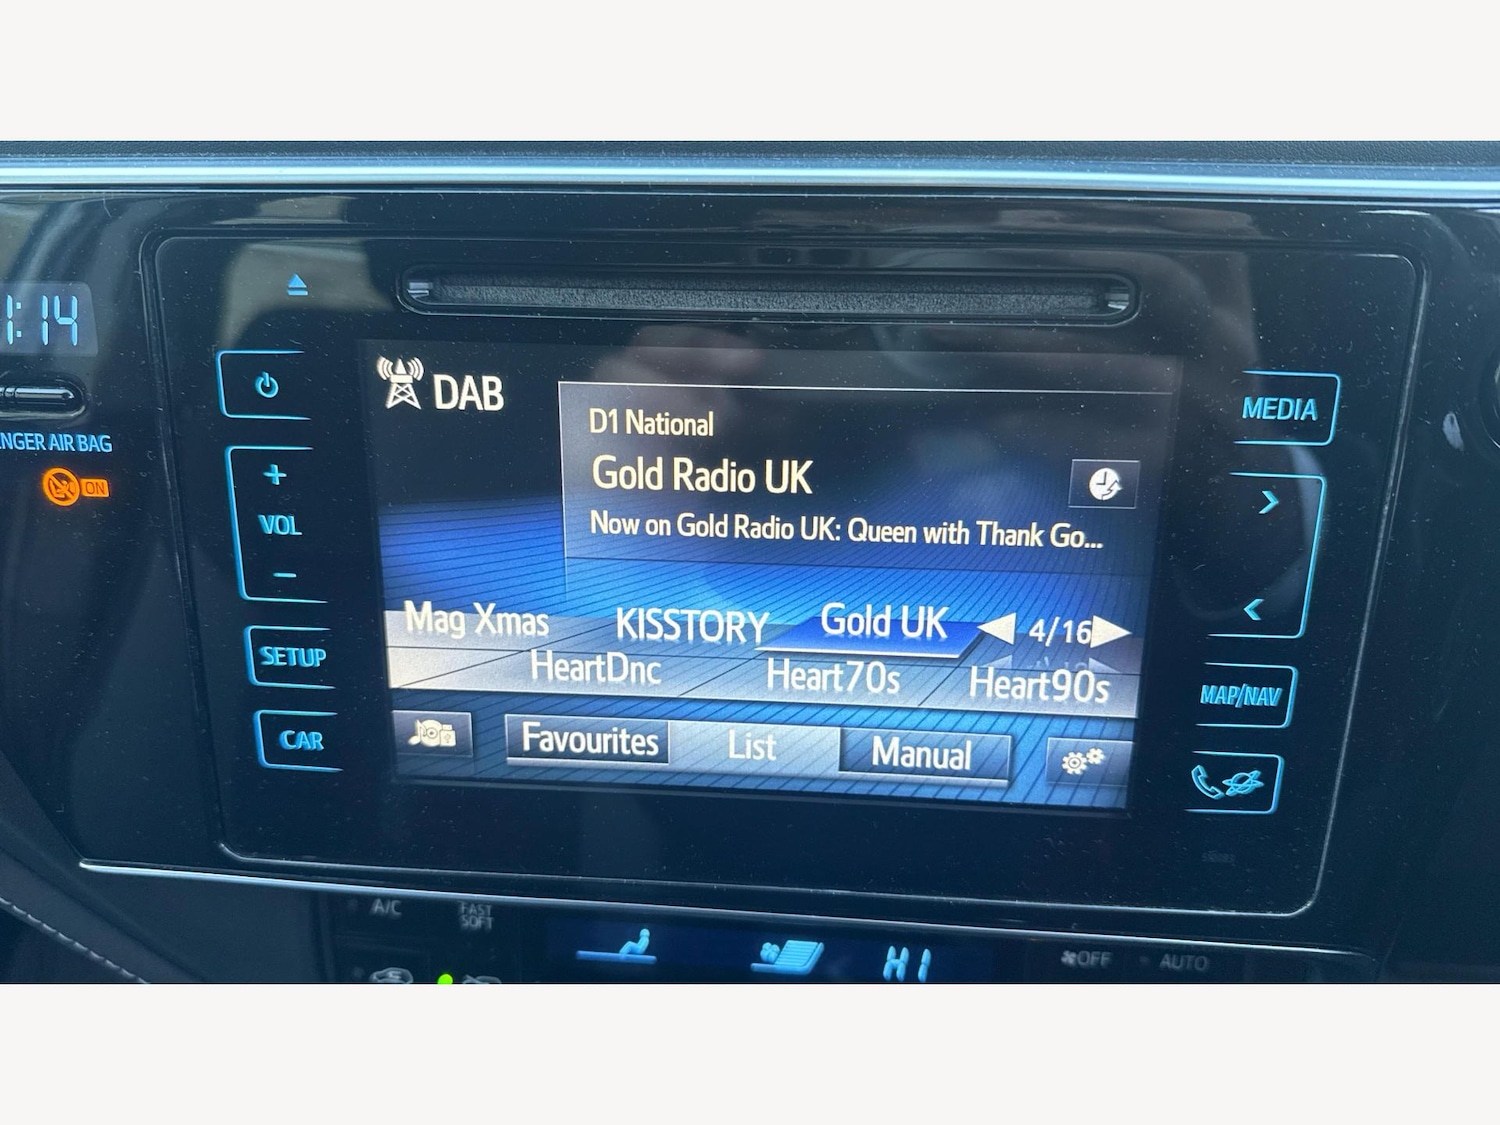 :14
NGER AIR BAG
ON
VOL
SETUP
CAR
DAB
D1 National
Gold Radio UK
Now on Gold Radio UK: Queen with Thank Go...
Mag Xmas KISSTORY Gold UK 4/16
HeartDnc Heart70s Heart90s
Favourites List Manual
MEDIA
MAP/NAV
A/C
FAST
SOFT
HI
OFF
AUTO